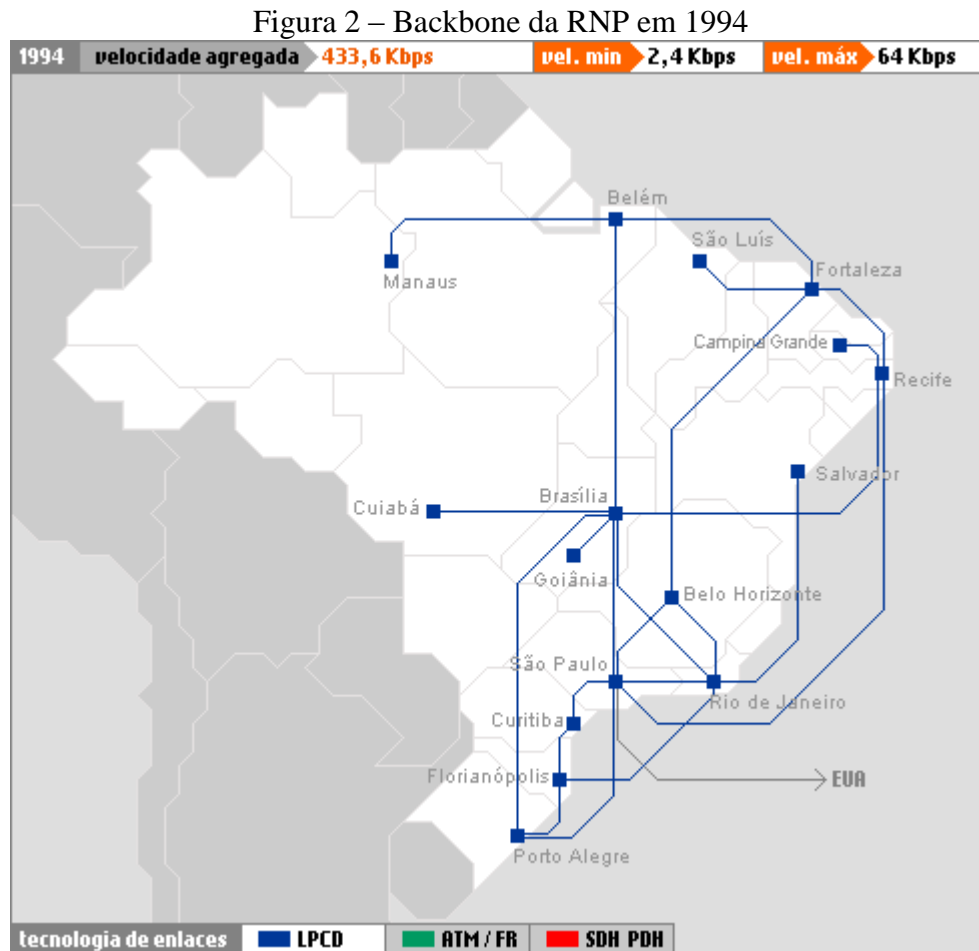 Figura 2 – Backbone da RNP em 1994
1994 velocidade agregada 433,6 Kbps vel. min 2,4 Kbps vel. máx 64 Kbps
Belém
São Luís
Manaus
Fortaleza
Campina Grande
Recife
Salvador
Brasília
Cuiabá
Goiânia
Belo Horizonte
São Paulo
Rio de Janeiro
Curitiba
Florianópolis
EUA
Porto Alegre
tecnologia de enlaces LPCD ATM / FR SDH PDH